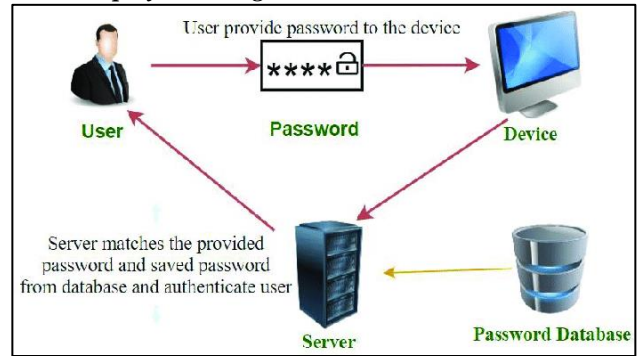 User provide password to the device
****
User
Password
Device
Server matches the provided
password and saved password
from database and authenticate user
Server
Password Database